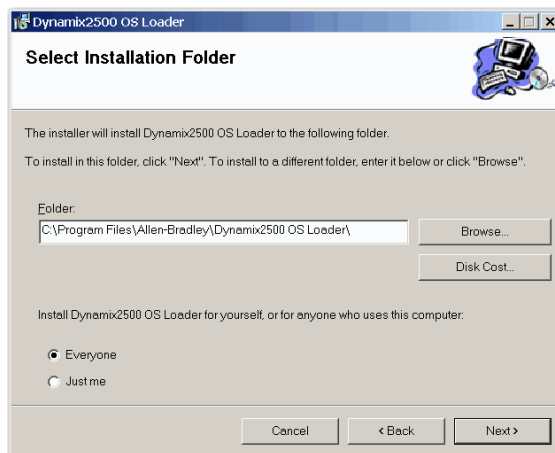 Dynamix2500 OS Loader
Select Installation Folder
The installer will install Dynamix2500 OS Loader to the following folder.
To install in this folder, click "Next". To install to a different folder, enter it below or click "Browse".
Folder:
C:\Program Files\Allen-Bradley\Dynamix2500 OS Loader\
Browse...
Disk Cost...
Install Dynamix2500 OS Loader for yourself, or for anyone who uses this computer:
Everyone
Just me
Cancel
< Back
Next >